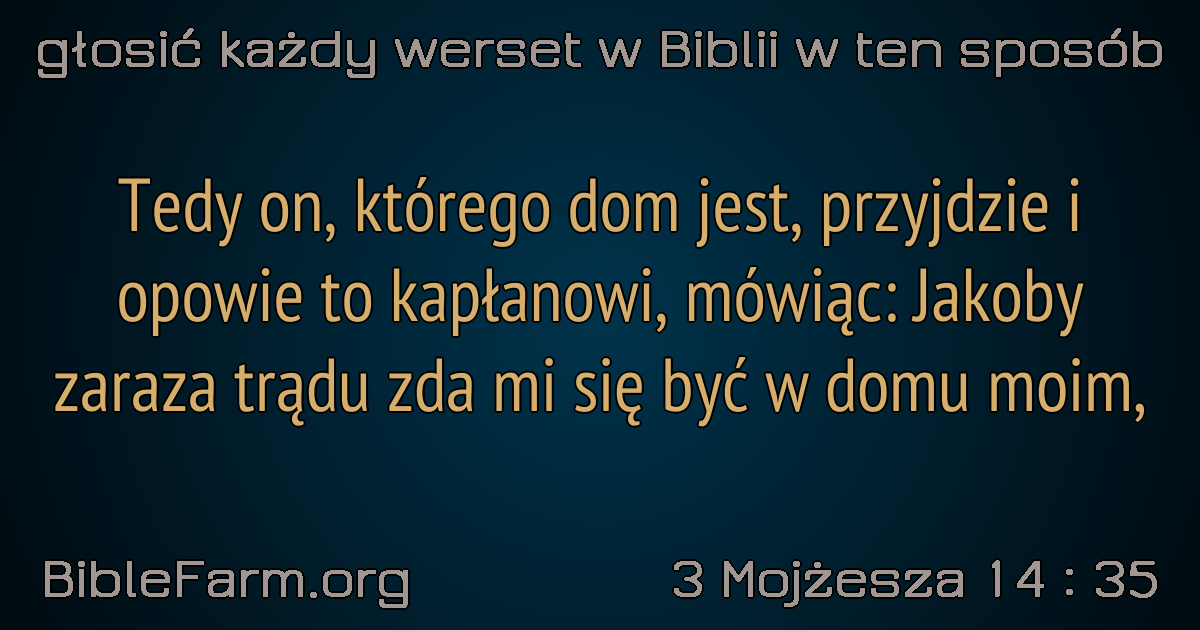 głosić każdy werset w Biblii w ten sposób
Tedy on, którego dom jest, przyjdzie i
opowie to kapłanowi, mówiąc: Jakoby
zaraza trądu zda mi się być w domu moim,
BibleFarm.org
3 Mojżesza 14 : 35